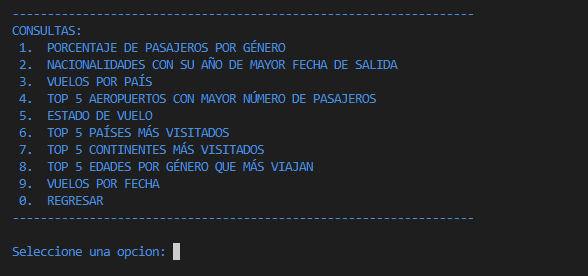 ------------------------------------------------------------------
CONSULTAS:
1. PORCENTAJE DE PASAJEROS POR GÉNERO
2. NACIONALIDADES CON SU AÑO DE MAYOR FECHA DE SALIDA
3. VUELOS POR PAÍS
4. TOP 5 AEROPUERTOS CON MAYOR NÚMERO DE PASAJEROS
5. ESTADO DE VUELO
6. TOP 5 PAÍSES MÁS VISITADOS
7. TOP 5 CONTINENTES MÁS VISITADOS
8. TOP 5 EDADES POR GÉNERO QUE MÁS VIAJAN
9. VUELOS POR FECHA
0. REGRESAR
------------------------------------------------------------------
Seleccione una opcion: